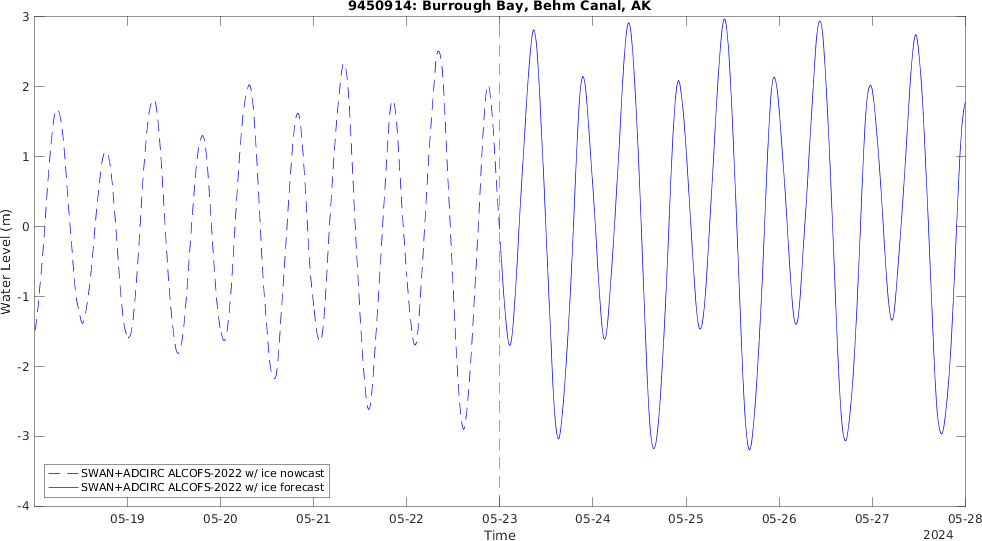 9450914: Burrough Bay, Behm Canal, AK
3
2
1
0
-1
-2
-3
-4
Water Level (m)
SWAN+ADCIRC ALCOFS-2022 w/ ice nowcast
SWAN+ADCIRC ALCOFS-2022 w/ ice forecast
05-19 05-20 05-21 05-22 05-23 05-24 05-25 05-26 05-27 05-28
Time
2024